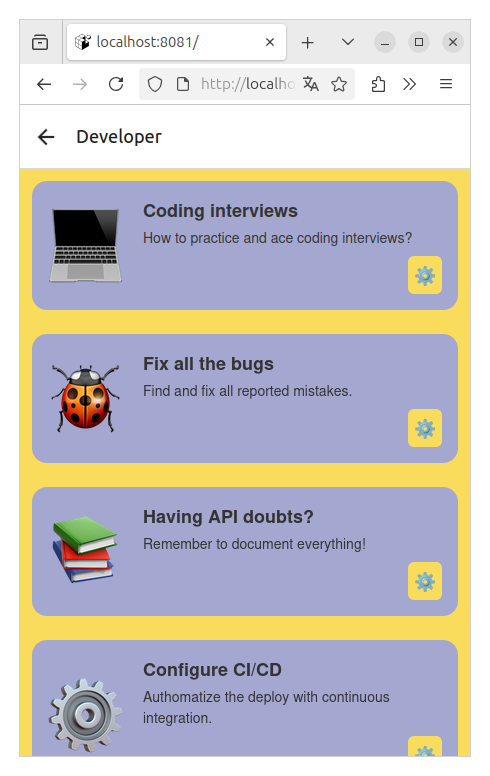 localhost:8081/
http://localho
Developer
Coding interviews
How to practice and ace coding interviews?
Fix all the bugs
Find and fix all reported mistakes.
Having API doubts?
Remember to document everything!
Configure CI/CD
Authomatize the deploy with continuous
integration.